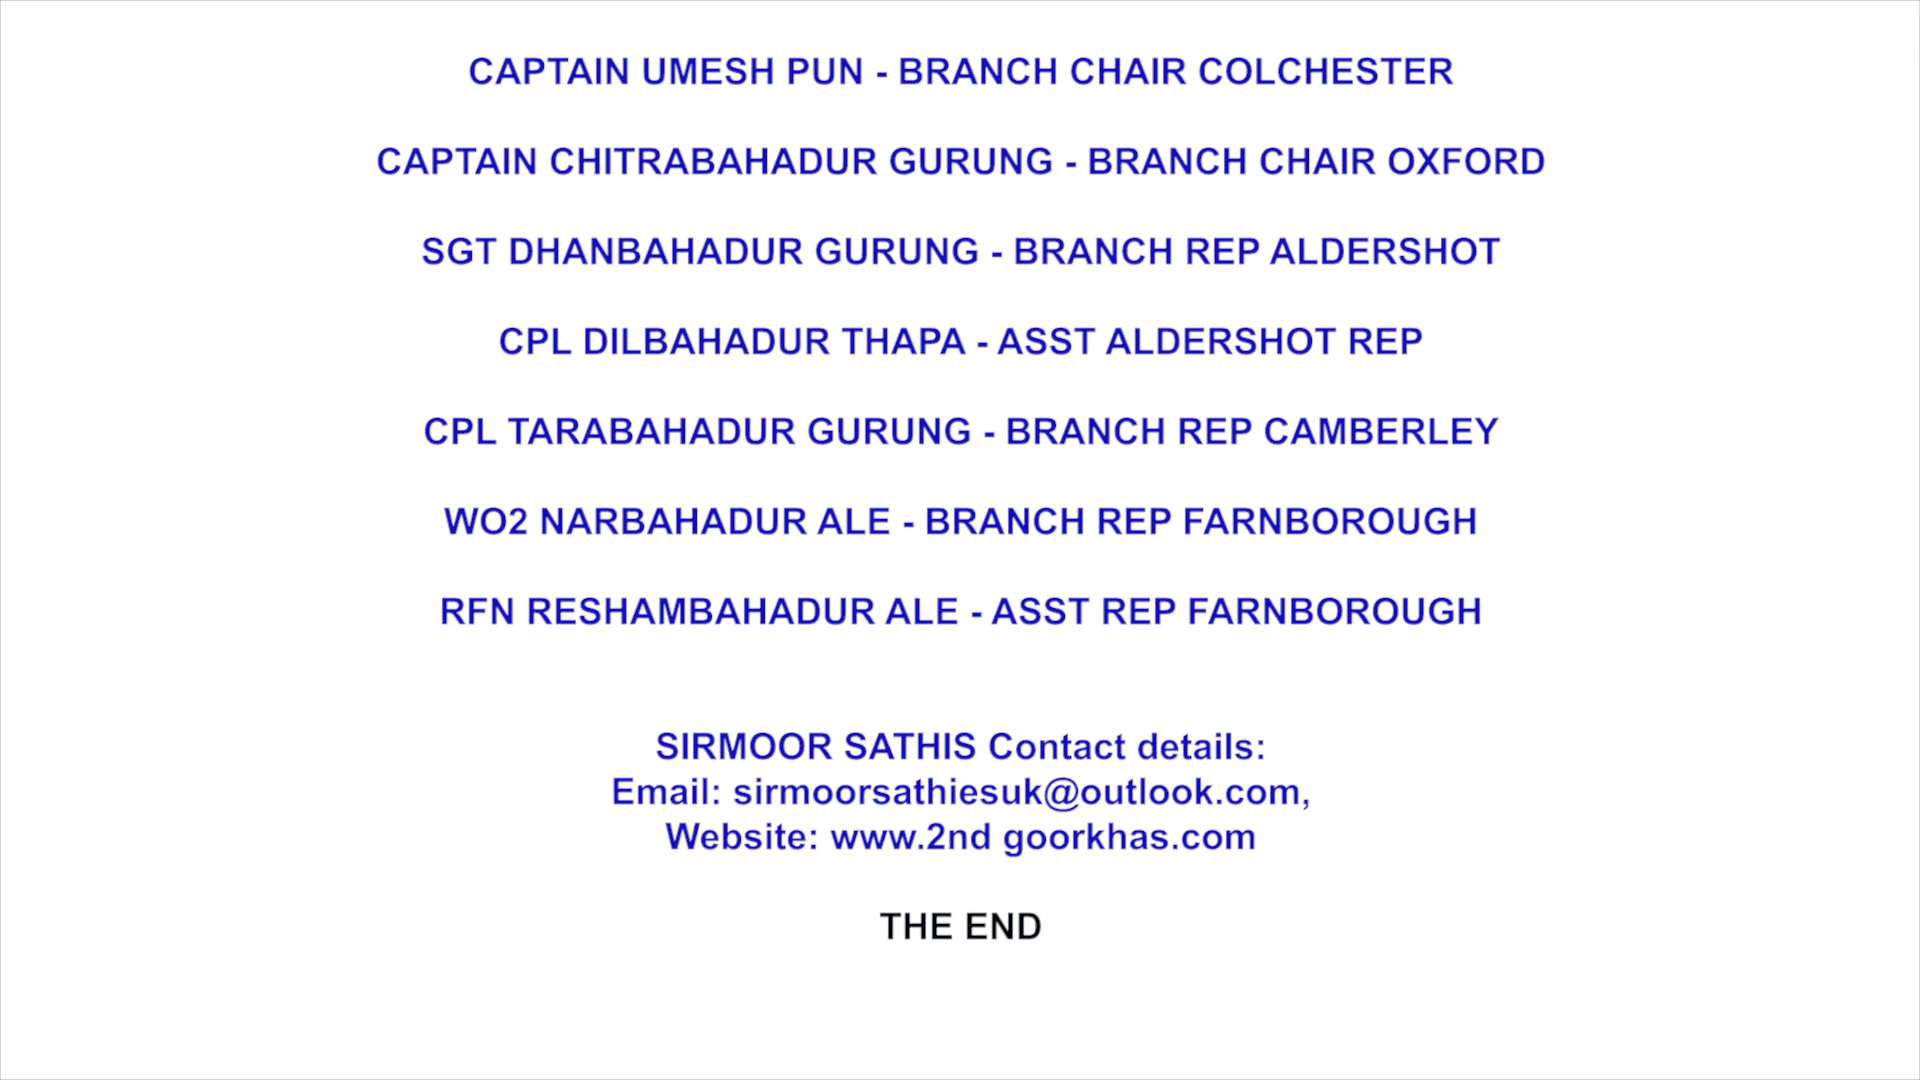 CAPTAIN UMESH PUN - BRANCH CHAIR COLCHESTER
CAPTAIN CHITRABAHADUR GURUNG - BRANCH CHAIR OXFORD
SGT DHANBAHADUR GURUNG - BRANCH REP ALDERSHOT
CPL DILBAHADUR THAPA - ASST ALDERSHOT REP
CPL TARABAHADUR GURUNG - BRANCH REP CAMBERLEY
WO2 NARBAHADUR ALE - BRANCH REP FARNBOROUGH
RFN RESHAMBAHADUR ALE - ASST REP FARNBOROUGH
SIRMOOR SATHIS Contact details:
Email: sirmoorsathiesuk@outlook.com,
Website: www.2nd goorkhas.com
THE END